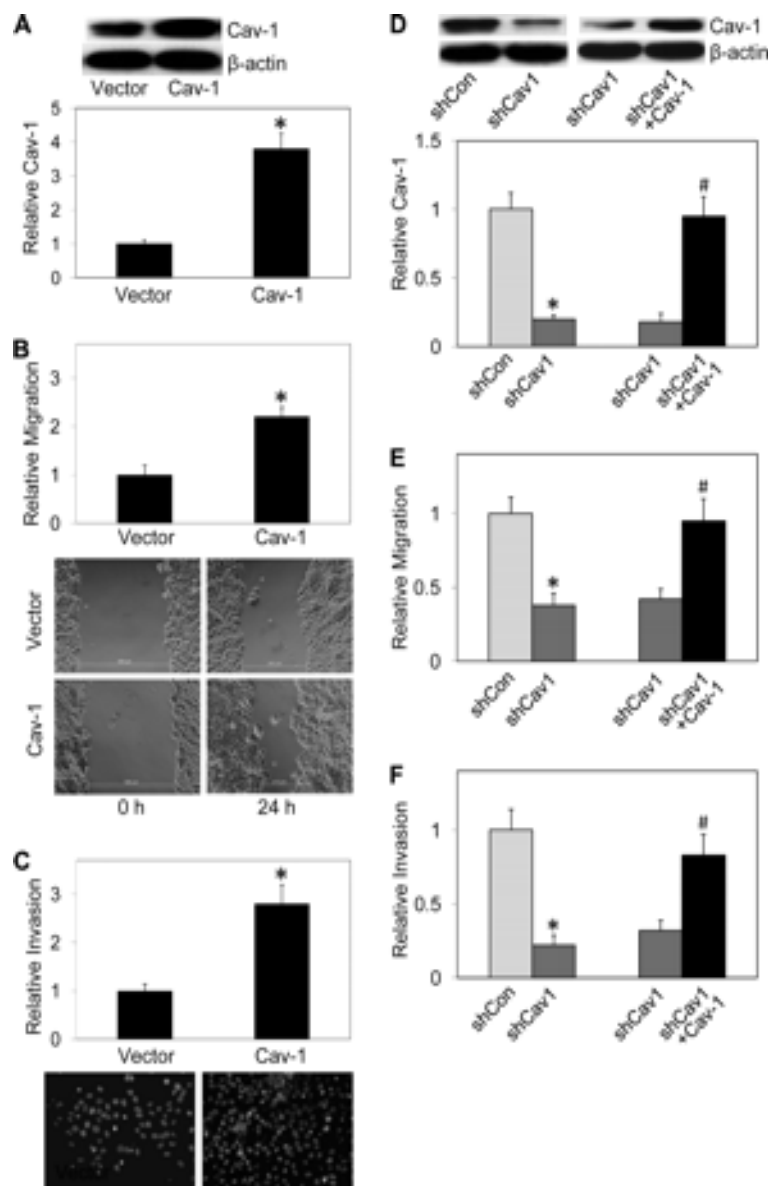 A
Cav-1
β-actin
Vector Cav-1
Relative Cav-1
5
4
3
2
1
0
*
Vector Cav-1
B
Relative Migration
3
2
1
0
*
Vector Cav-1
Vector
Cav-1
0 h 24 h
C
Relative Invasion
3
2
1
0
*
Vector Cav-1
D
Cav-1
β-actin
shCon shCav1 shCav1 shCav1
+Cav-1
Relative Cav-1
1.5
1
0.5
0
*
#
shCon shCav1 shCav1 shCav1
+Cav-1
E
Relative Migration
1
0.5
0
*
#
shCon shCav1 shCav1 shCav1
+Cav-1
F
Relative Invasion
1
0.5
0
*
#
shCon shCav1 shCav1 shCav1
+Cav-1